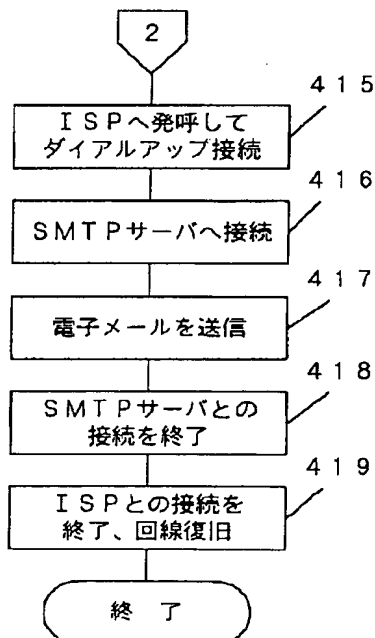 2
415
ISPへ発呼して
ダイアルアップ接続
416
SMTPサーバへ接続
417
電子メールを送信
418
SMTPサーバとの
接続を終了
419
ISPとの接続を
終了、回線復旧
終 了